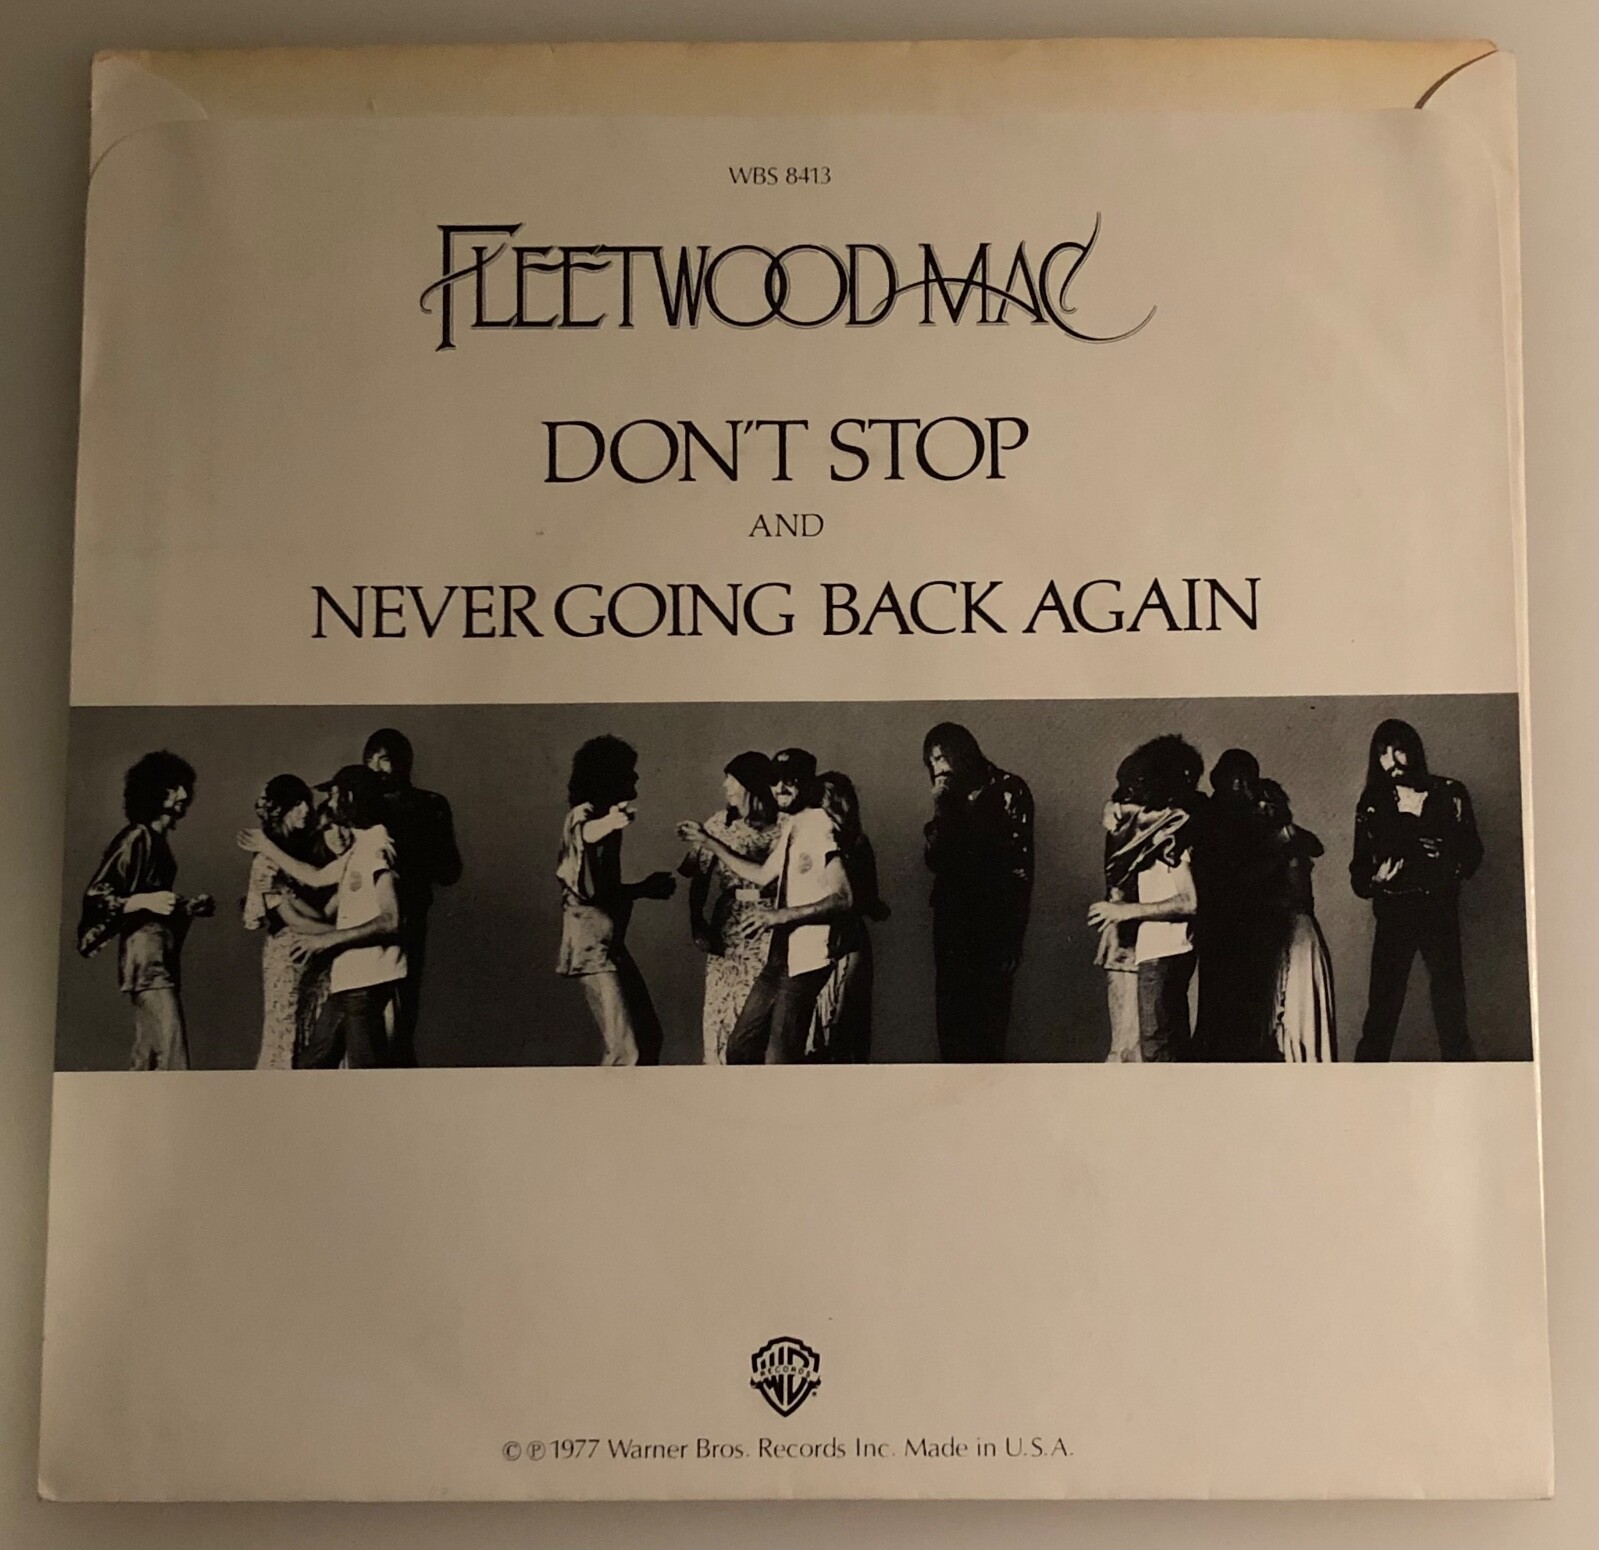 WBS 8413
FLEETWOOD MAC
DON'T STOP
AND
NEVER GOING BACK AGAIN
WB
RECORDS
®
© ℗ 1977 Warner Bros. Records Inc. Made in U.S.A.